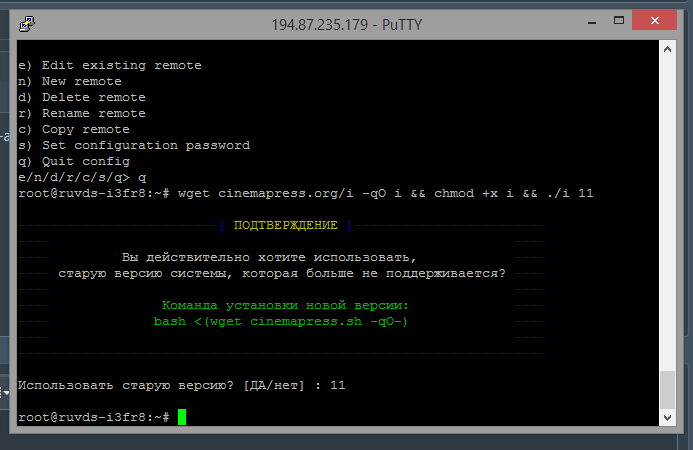 194.87.235.179 - PuTTY
e) Edit existing remote
n) New remote
d) Delete remote
r) Rename remote
c) Copy remote
s) Set configuration password
q) Quit config
e/n/d/r/c/s/q> q
root@ruvds-i3fr8:~# wget cinemapress.org/i -qO i && chmod +x i && ./i 11
[ ПОДТВЕРЖДЕНИЕ ]
Вы действительно хотите использовать,
старую версию системы, которая больше не поддерживается?
Команда установки новой версии:
bash <(wget cinemapress.sh -qO-)
Использовать старую версию? [ДА/нет] : 11
root@ruvds-i3fr8:~#